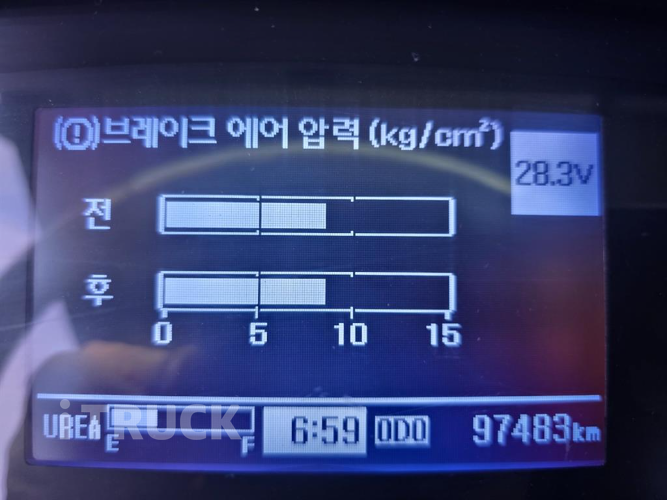 (!)브레이크 에어 압력 (kg/cm²)
28.3V
전
후
0 5 10 15
UREA E F 6:59 ODO 97483km
iTRUCK